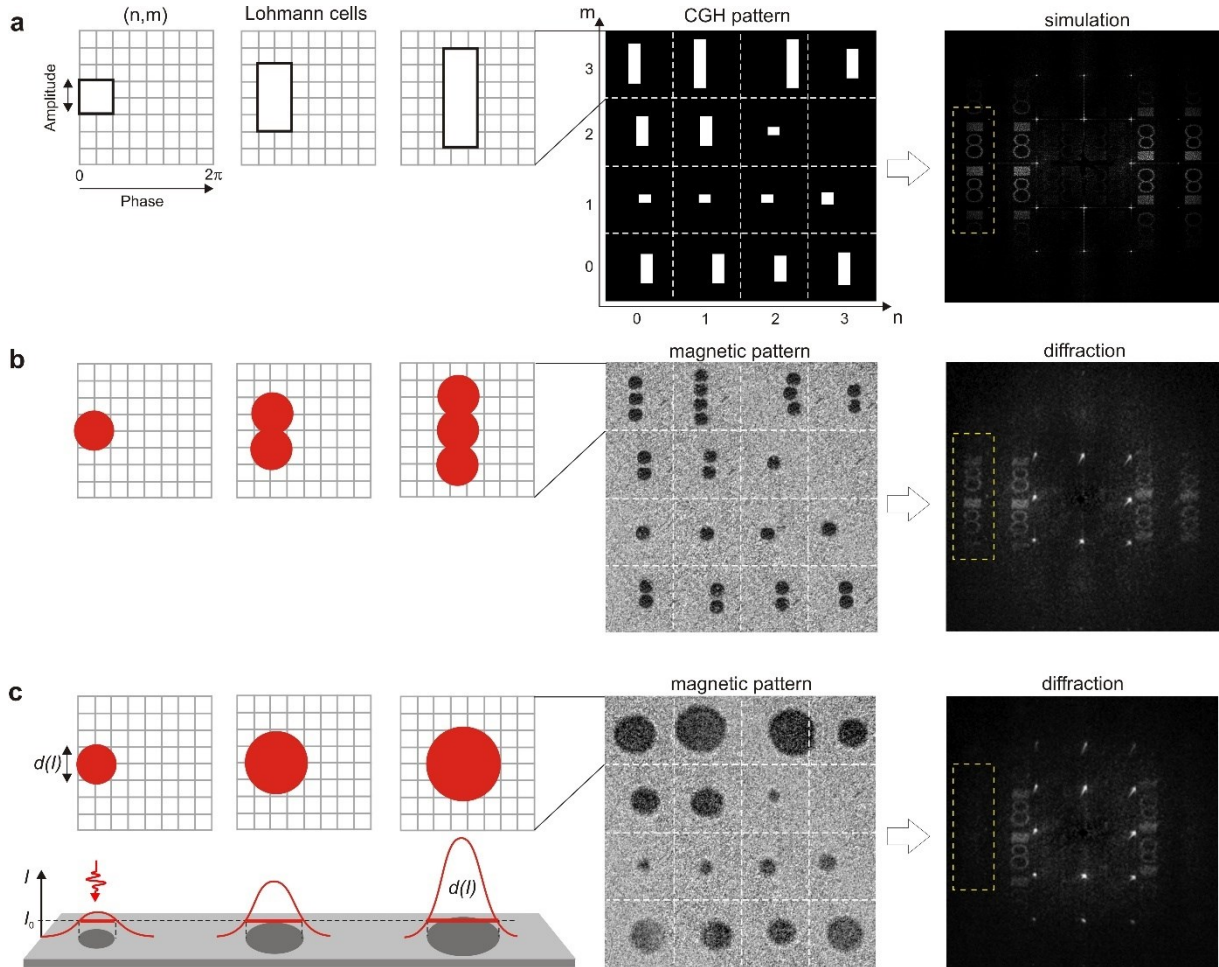 a
(n,m)
Lohmann cells
m
CGH pattern
simulation
Amplitude
0
2π
Phase
3
2
1
0
0
1
2
3
n
b
magnetic pattern
diffraction
c
magnetic pattern
diffraction
d(I)
I
I₀
d(I)